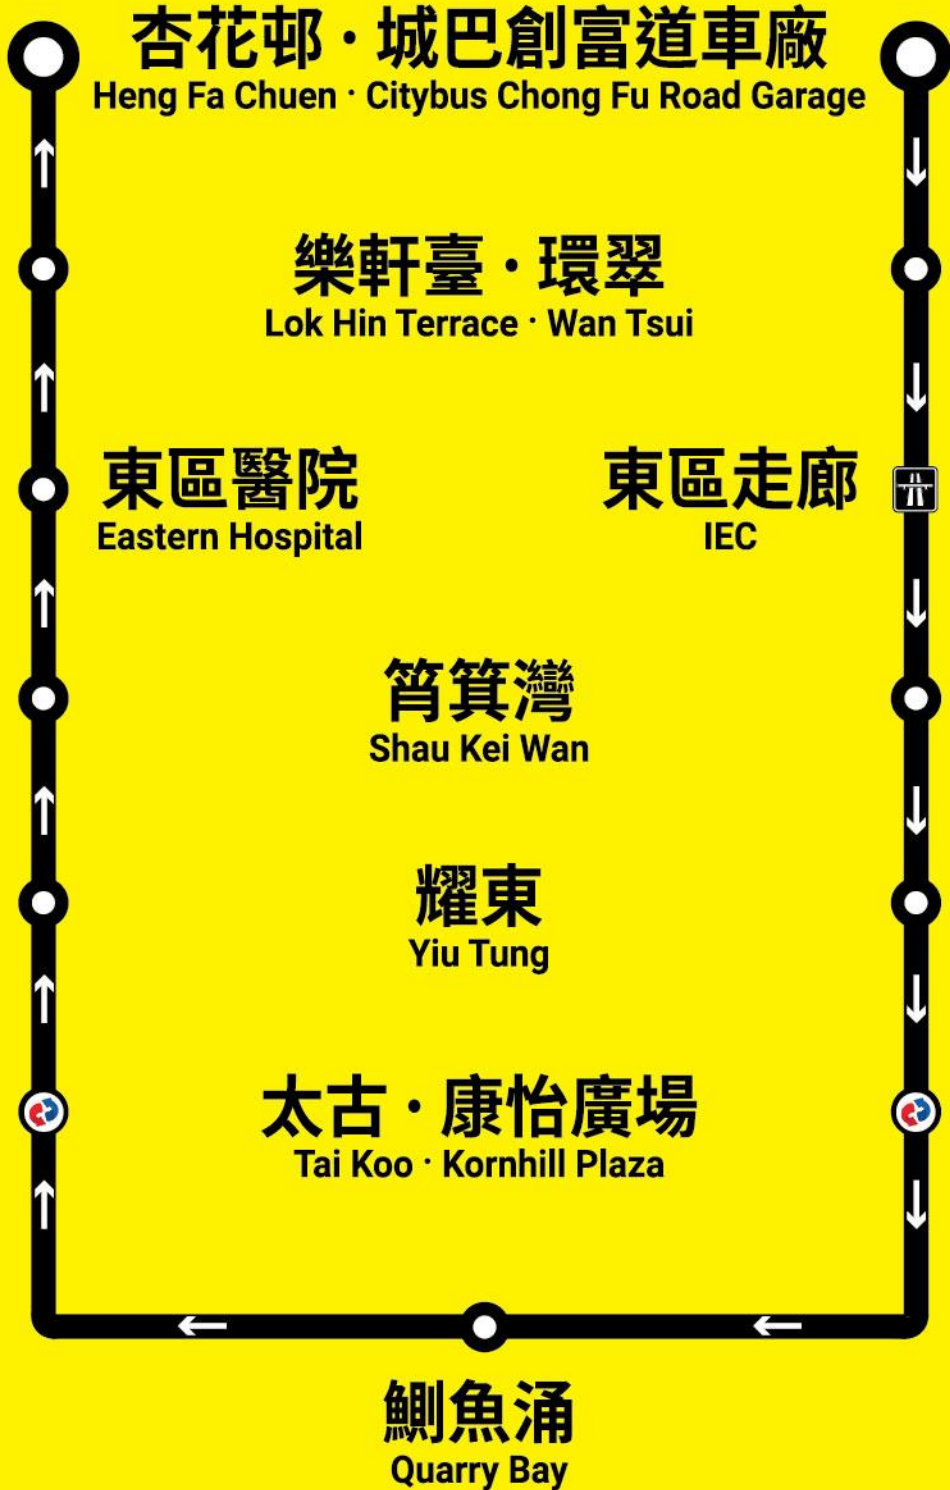 杏花邨·城巴創富道車廠
Heng Fa Chuen · Citybus Chong Fu Road Garage
樂軒臺·環翠
Lok Hin Terrace · Wan Tsui
東區醫院
Eastern Hospital
東區走廊
IEC
筲箕灣
Shau Kei Wan
耀東
Yiu Tung
太古·康怡廣場
Tai Koo · Kornhill Plaza
鰂魚涌
Quarry Bay